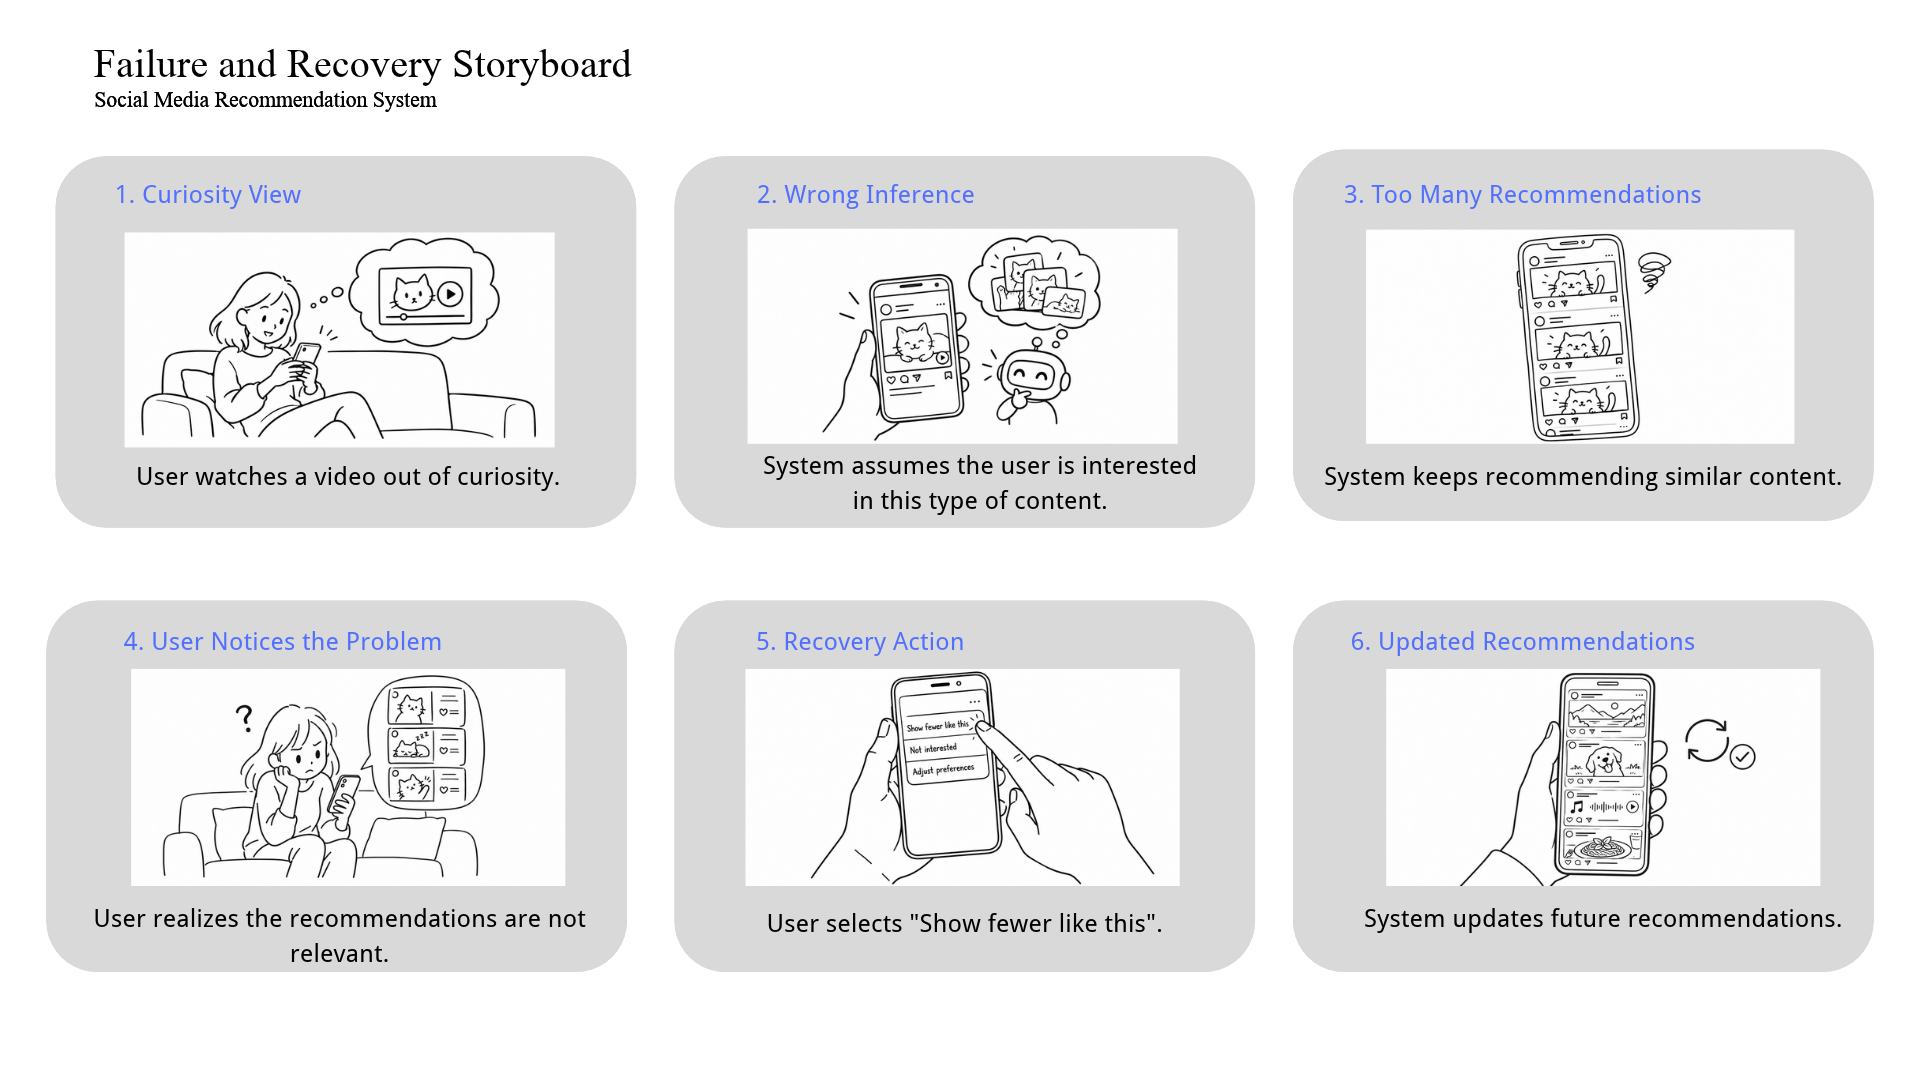 Failure and Recovery Storyboard
Social Media Recommendation System
1. Curiosity View
User watches a video out of curiosity.
2. Wrong Inference
System assumes the user is interested
in this type of content.
3. Too Many Recommendations
System keeps recommending similar content.
4. User Notices the Problem
?
zzz
User realizes the recommendations are not
relevant.
5. Recovery Action
Show fewer like this
Not interested
Adjust preferences
User selects "Show fewer like this".
6. Updated Recommendations
System updates future recommendations.